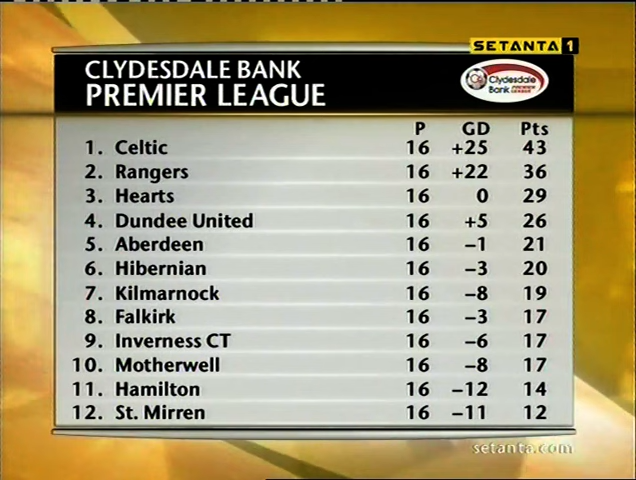 SETANTA 1
CLYDESDALE BANK
PREMIER LEAGUE
Clydesdale
Bank PREMIER
LEAGUE
P GD Pts
1. Celtic 16 +25 43
2. Rangers 16 +22 36
3. Hearts 16 0 29
4. Dundee United 16 +5 26
5. Aberdeen 16 –1 21
6. Hibernian 16 –3 20
7. Kilmarnock 16 –8 19
8. Falkirk 16 –3 17
9. Inverness CT 16 –6 17
10. Motherwell 16 –8 17
11. Hamilton 16 –12 14
12. St. Mirren 16 –11 12
setanta.com